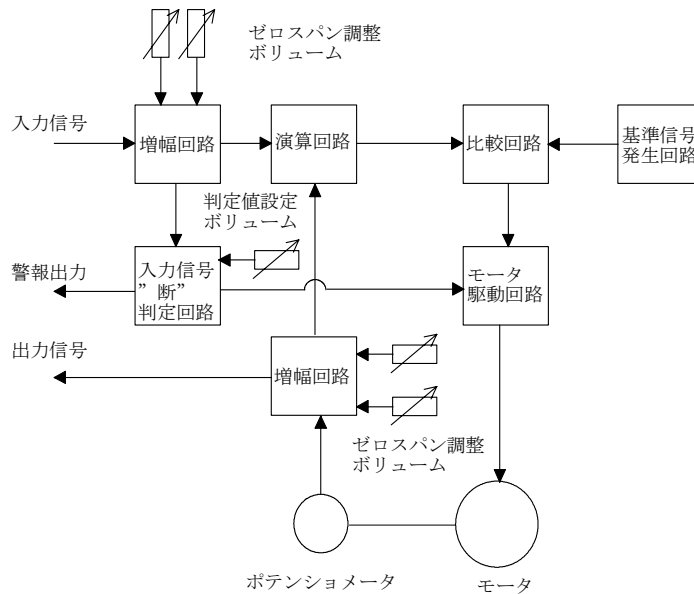 ゼロスパン調整
ボリューム
入力信号
増幅回路
演算回路
比較回路
基準信号
発生回路
判定値設定
ボリューム
警報出力
入力信号
”断”
判定回路
モータ
駆動回路
出力信号
増幅回路
ゼロスパン調整
ボリューム
ポテンショメータ
モータ